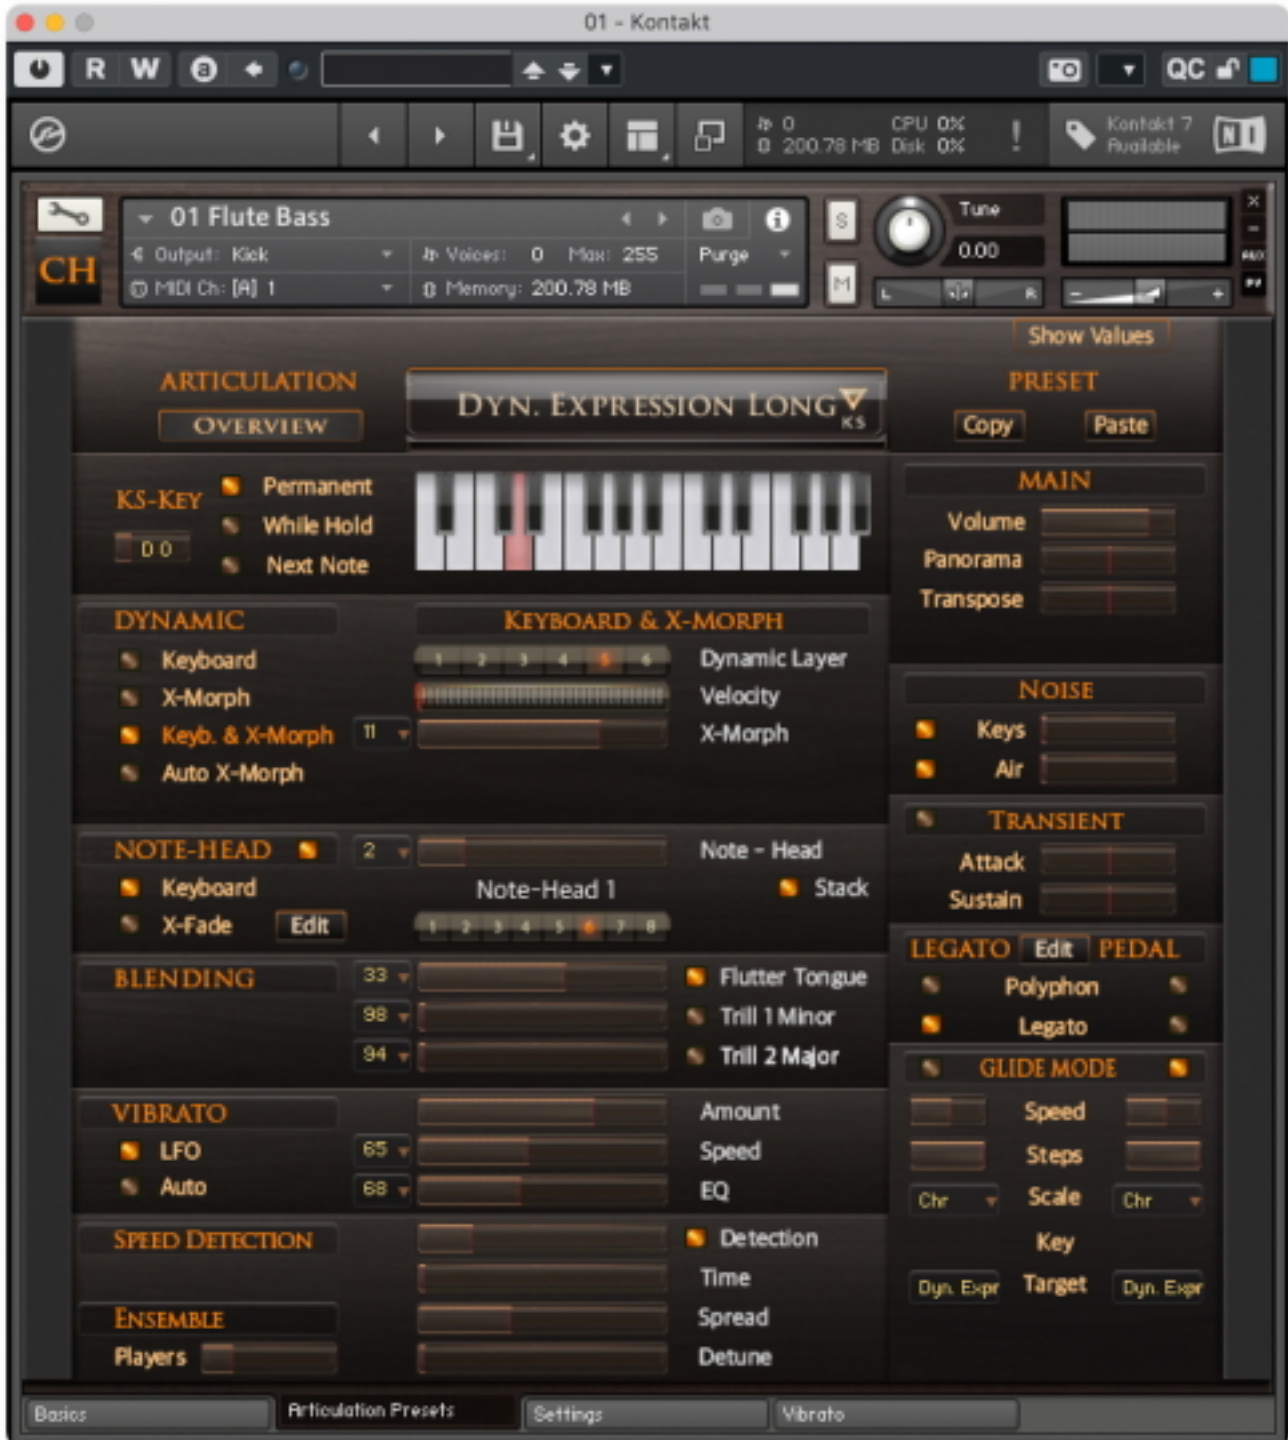 01 - Kontakt
R W a QC
0 CPU 0%
200.78 MB Disk 0%
!
Kontakt 7
Available
NI
01 Flute Bass
i
S
Tune
0.00
X
-
AUX
PV
CH
Output: Kick
Voices: 0 Max: 255
Purge
MIDI Ch: [A] 1
Memory: 200.78 MB
M
L R
- +
Show Values
ARTICULATION
OVERVIEW
DYN. EXPRESSION LONG
KS
PRESET
Copy Paste
KS-KEY
D 0
Permanent
While Hold
Next Note
MAIN
Volume
Panorama
Transpose
DYNAMIC
KEYBOARD & X-MORPH
Keyboard
1 2 3 4 5 6
Dynamic Layer
X-Morph
Velocity
Keyb. & X-Morph
11
X-Morph
Auto X-Morph
NOISE
Keys
Air
NOTE-HEAD
2
Note - Head
Keyboard
Note-Head 1
Stack
X-Fade
Edit
1 2 3 4 5 6 7 8
TRANSIENT
Attack
Sustain
BLENDING
33
Flutter Tongue
98
Trill 1 Minor
94
Trill 2 Major
LEGATO Edit PEDAL
Polyphon
Legato
VIBRATO
Amount
LFO
65
Speed
Auto
68
EQ
GLIDE MODE
Speed
Steps
Chr Scale Chr
Key
Dyn. Expr Target Dyn. Expr
SPEED DETECTION
Detection
Time
ENSEMBLE
Spread
Players
Detune
Basics
Articulation Presets
Settings
Vibrato